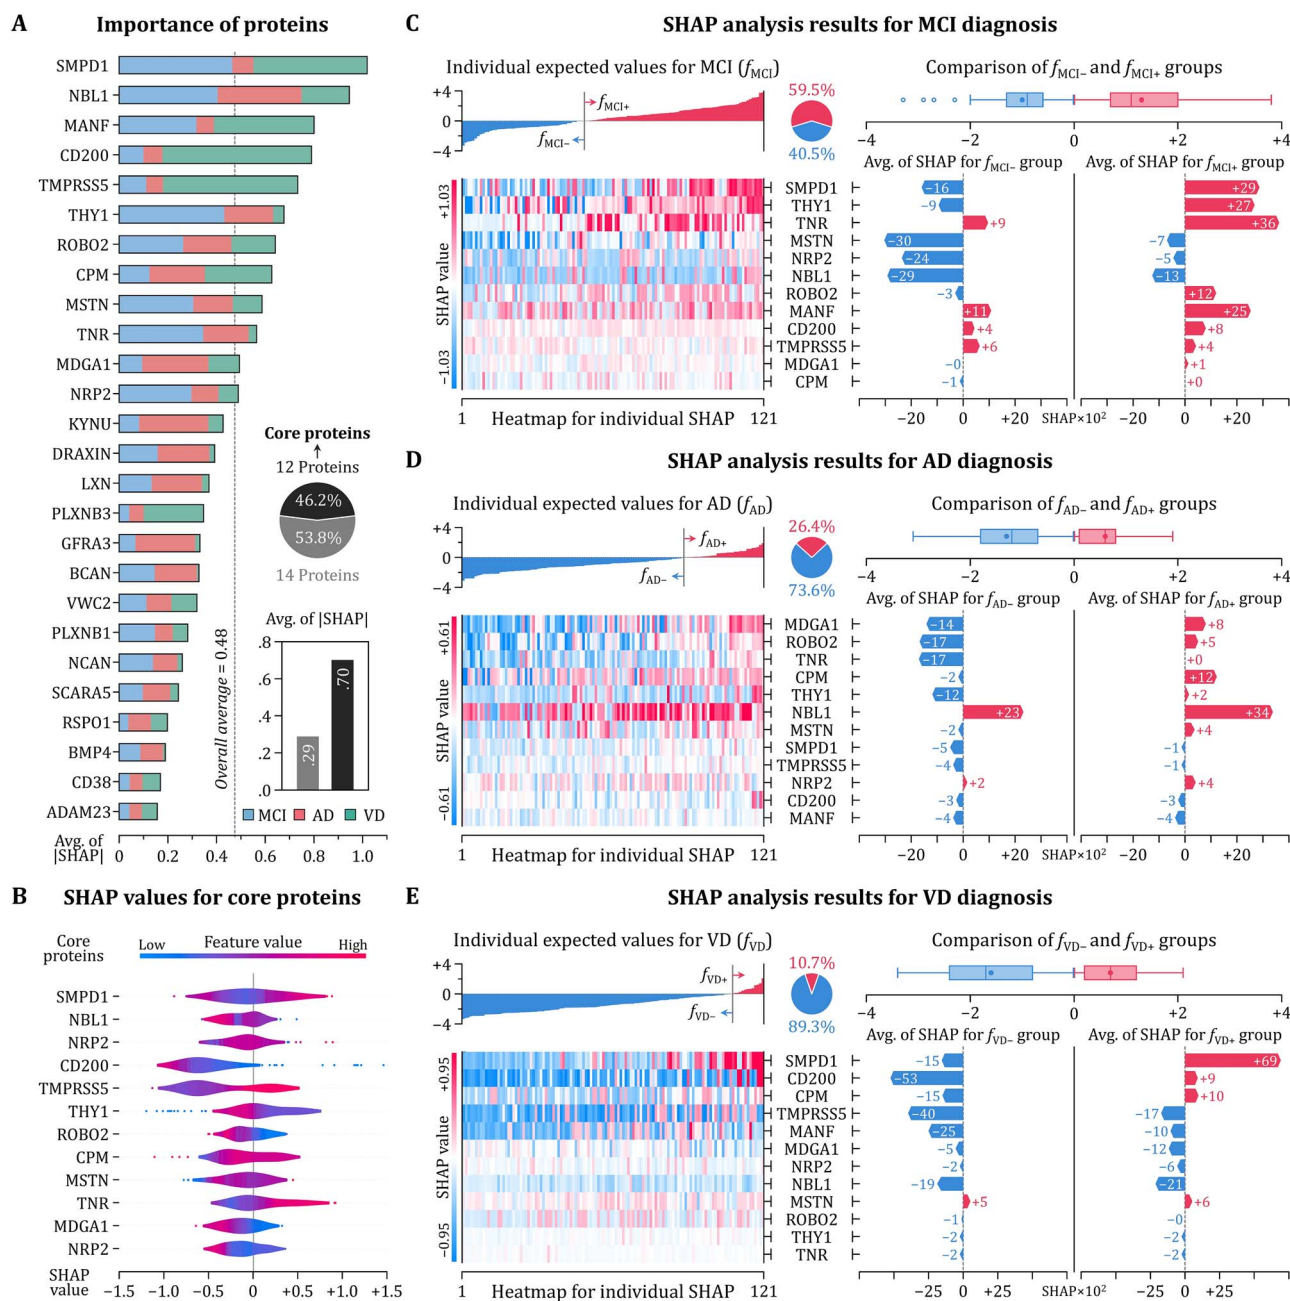 A Importance of proteins
SMPD1
NBL1
MANF
CD200
TMPRSS5
THY1
ROBO2
CPM
MSTN
TNR
MDGA1
NRP2
KYNU
DRAXIN
LXN
PLXNB3
GFRA3
BCAN
VWC2
PLXNB1
NCAN
SCARA5
RSPO1
BMP4
CD38
ADAM23
Core proteins
12 Proteins
46.2%
53.8%
14 Proteins
Overall average = 0.48
Avg. of |SHAP|
.8
.6
.4
.2
.0
.29
.70
MCI AD VD
Avg. of
|SHAP| 0 0.2 0.4 0.6 0.8 1.0
B SHAP values for core proteins
Core
proteins
Low Feature value High
SMPD1
NBL1
NRP2
CD200
TMPRSS5
THY1
ROBO2
CPM
MSTN
TNR
MDGA1
NRP2
SHAP
value −1.5 −1.0 −0.5 0 +0.5 +1.0 +1.5
C SHAP analysis results for MCI diagnosis
Individual expected values for MCI (fMCI)
+4
0
−4
fMCI+
fMCI−
59.5%
40.5%
Comparison of fMCI− and fMCI+ groups
−4 −2 0 +2 +4
Avg. of SHAP for fMCI− group Avg. of SHAP for fMCI+ group
+1.03
SHAP value
−1.03
SMPD1 −16 +29
THY1 −9 +27
TNR +9 +36
MSTN −30 −7
NRP2 −24 −5
NBL1 −29 −13
ROBO2 −3 +12
MANF +11 +25
CD200 +4 +8
TMPRSS5 +6 +4
MDGA1 −0 +1
CPM −1 +0
1 Heatmap for individual SHAP 121
−20 0 +20 SHAP×10² −20 0 +20
D SHAP analysis results for AD diagnosis
Individual expected values for AD (fAD)
+4
0
−4
fAD+
fAD−
26.4%
73.6%
Comparison of fAD− and fAD+ groups
−4 −2 0 +2 +4
Avg. of SHAP for fAD− group Avg. of SHAP for fAD+ group
+0.61
SHAP value
−0.61
MDGA1 −14 +8
ROBO2 −17 +5
TNR −17 +0
CPM −2 +12
THY1 −12 +2
NBL1 +23 +34
MSTN −2 +4
SMPD1 −5 −1
TMPRSS5 −4 −1
NRP2 +2 +4
CD200 −3 −3
MANF −4 −4
1 Heatmap for individual SHAP 121
−20 0 +20 SHAP×10² −20 0 +20
E SHAP analysis results for VD diagnosis
Individual expected values for VD (fVD)
+4
0
−4
fVD+
fVD−
10.7%
89.3%
Comparison of fVD− and fVD+ groups
−4 −2 0 +2 +4
Avg. of SHAP for fVD− group Avg. of SHAP for fVD+ group
+0.95
SHAP value
−0.95
SMPD1 −15 +69
CD200 −53 +9
CPM −15 +10
TMPRSS5 −40 −17
MANF −25 −10
MDGA1 −5 −12
NRP2 −2 −6
NBL1 −19 −21
MSTN +5 +6
ROBO2 −1 −0
THY1 −2 −2
TNR −2 −2
1 Heatmap for individual SHAP 121
−25 0 +25 SHAP×10² −25 0 +25